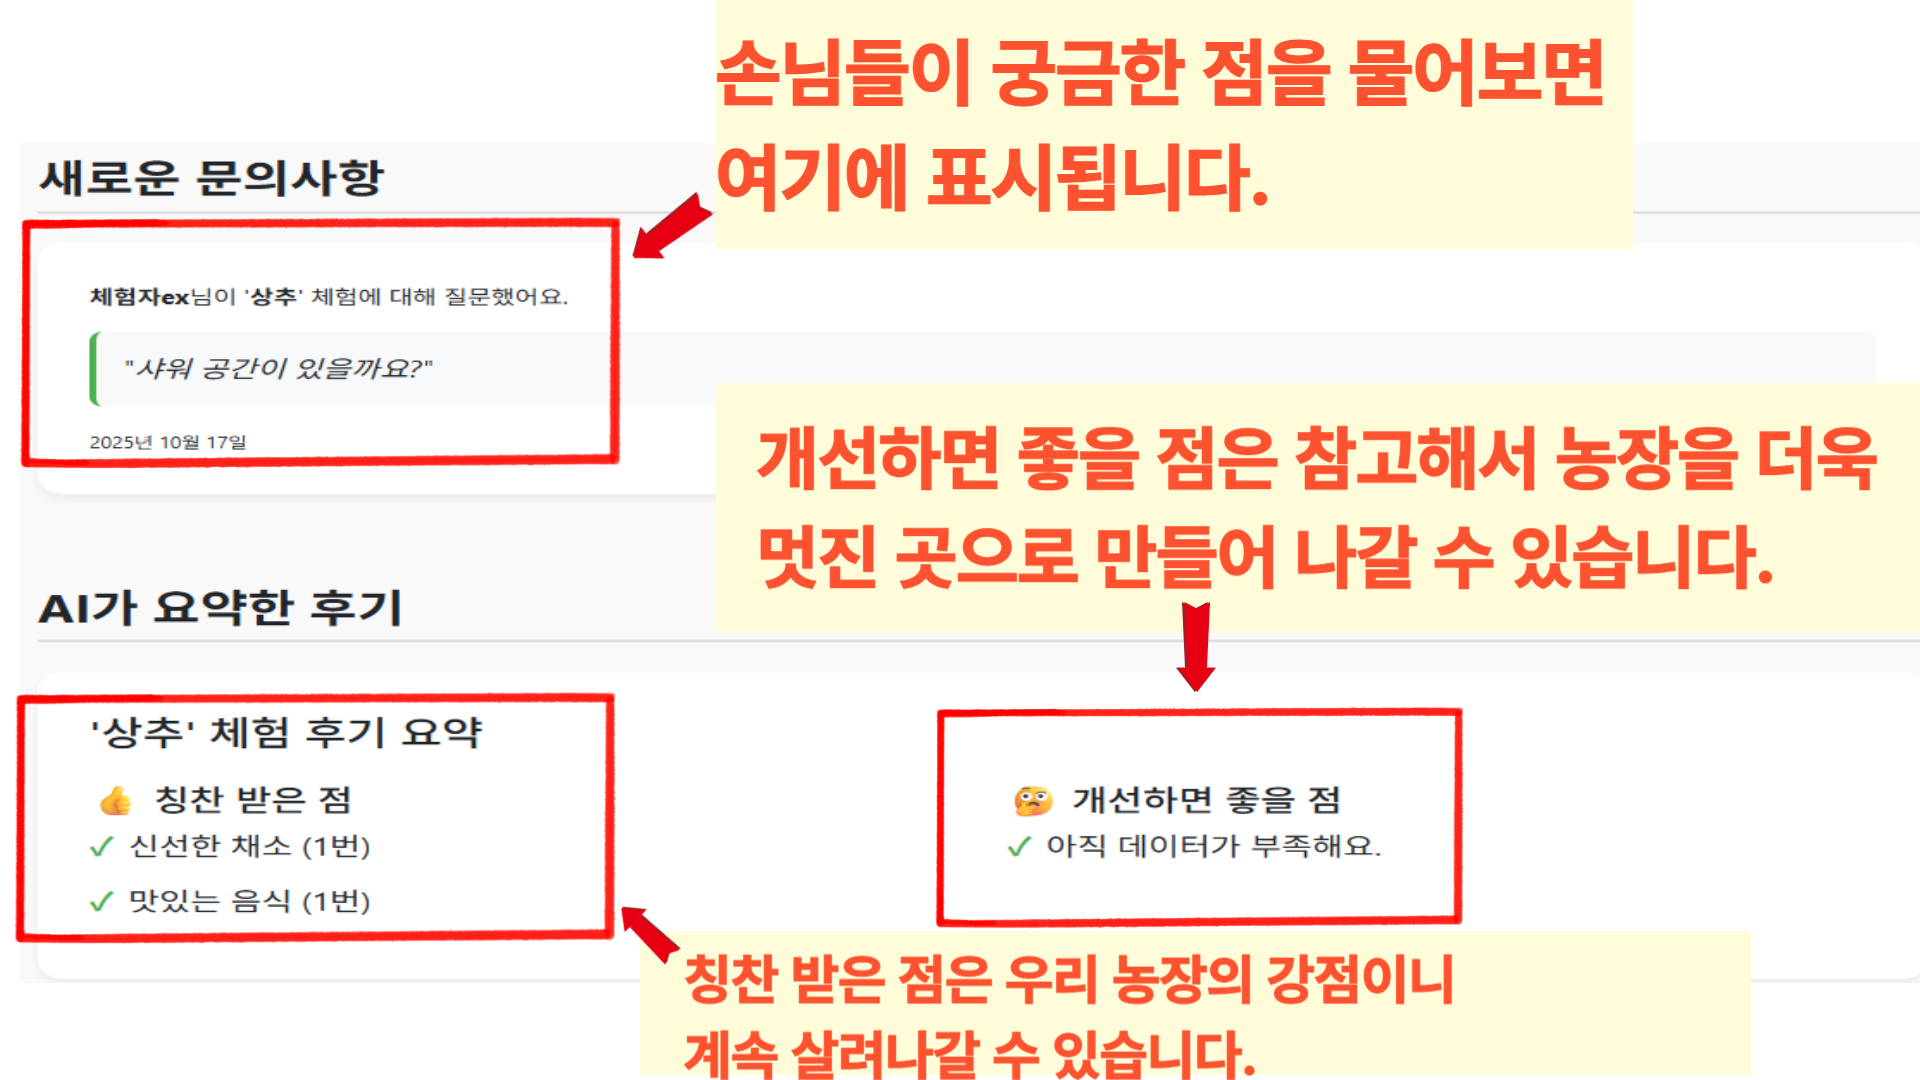 손님들이 궁금한 점을 물어보면
여기에 표시됩니다.
새로운 문의사항
체험자ex님이 '상추' 체험에 대해 질문했어요.
"샤워 공간이 있을까요?"
2025년 10월 17일
개선하면 좋을 점은 참고해서 농장을 더욱
멋진 곳으로 만들어 나갈 수 있습니다.
AI가 요약한 후기
'상추' 체험 후기 요약
👍 칭찬 받은 점
✓ 신선한 채소 (1번)
✓ 맛있는 음식 (1번)
🤔 개선하면 좋을 점
✓ 아직 데이터가 부족해요.
칭찬 받은 점은 우리 농장의 강점이니
계속 살려나갈 수 있습니다.